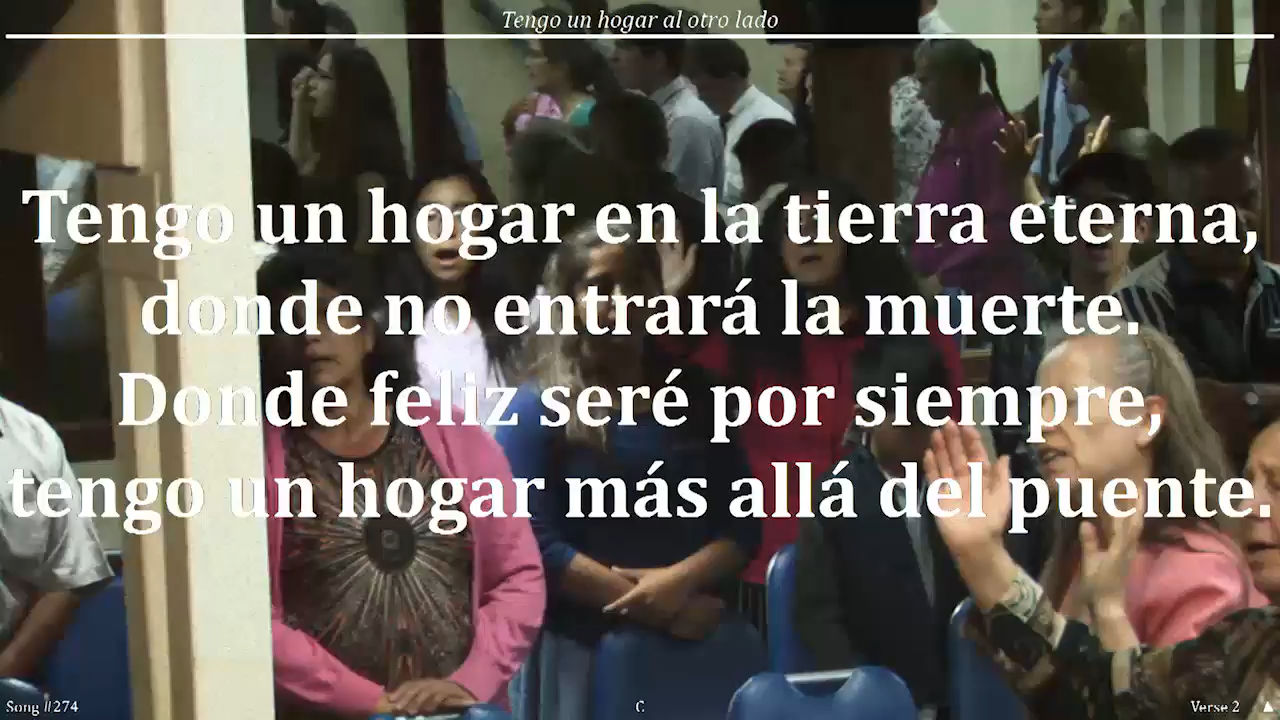 Tengo un hogar al otro lado
Tengo un hogar en la tierra eterna,
donde no entrará la muerte.
Donde feliz seré por siempre,
tengo un hogar más allá del puente.
Song #274
C
Verse 2